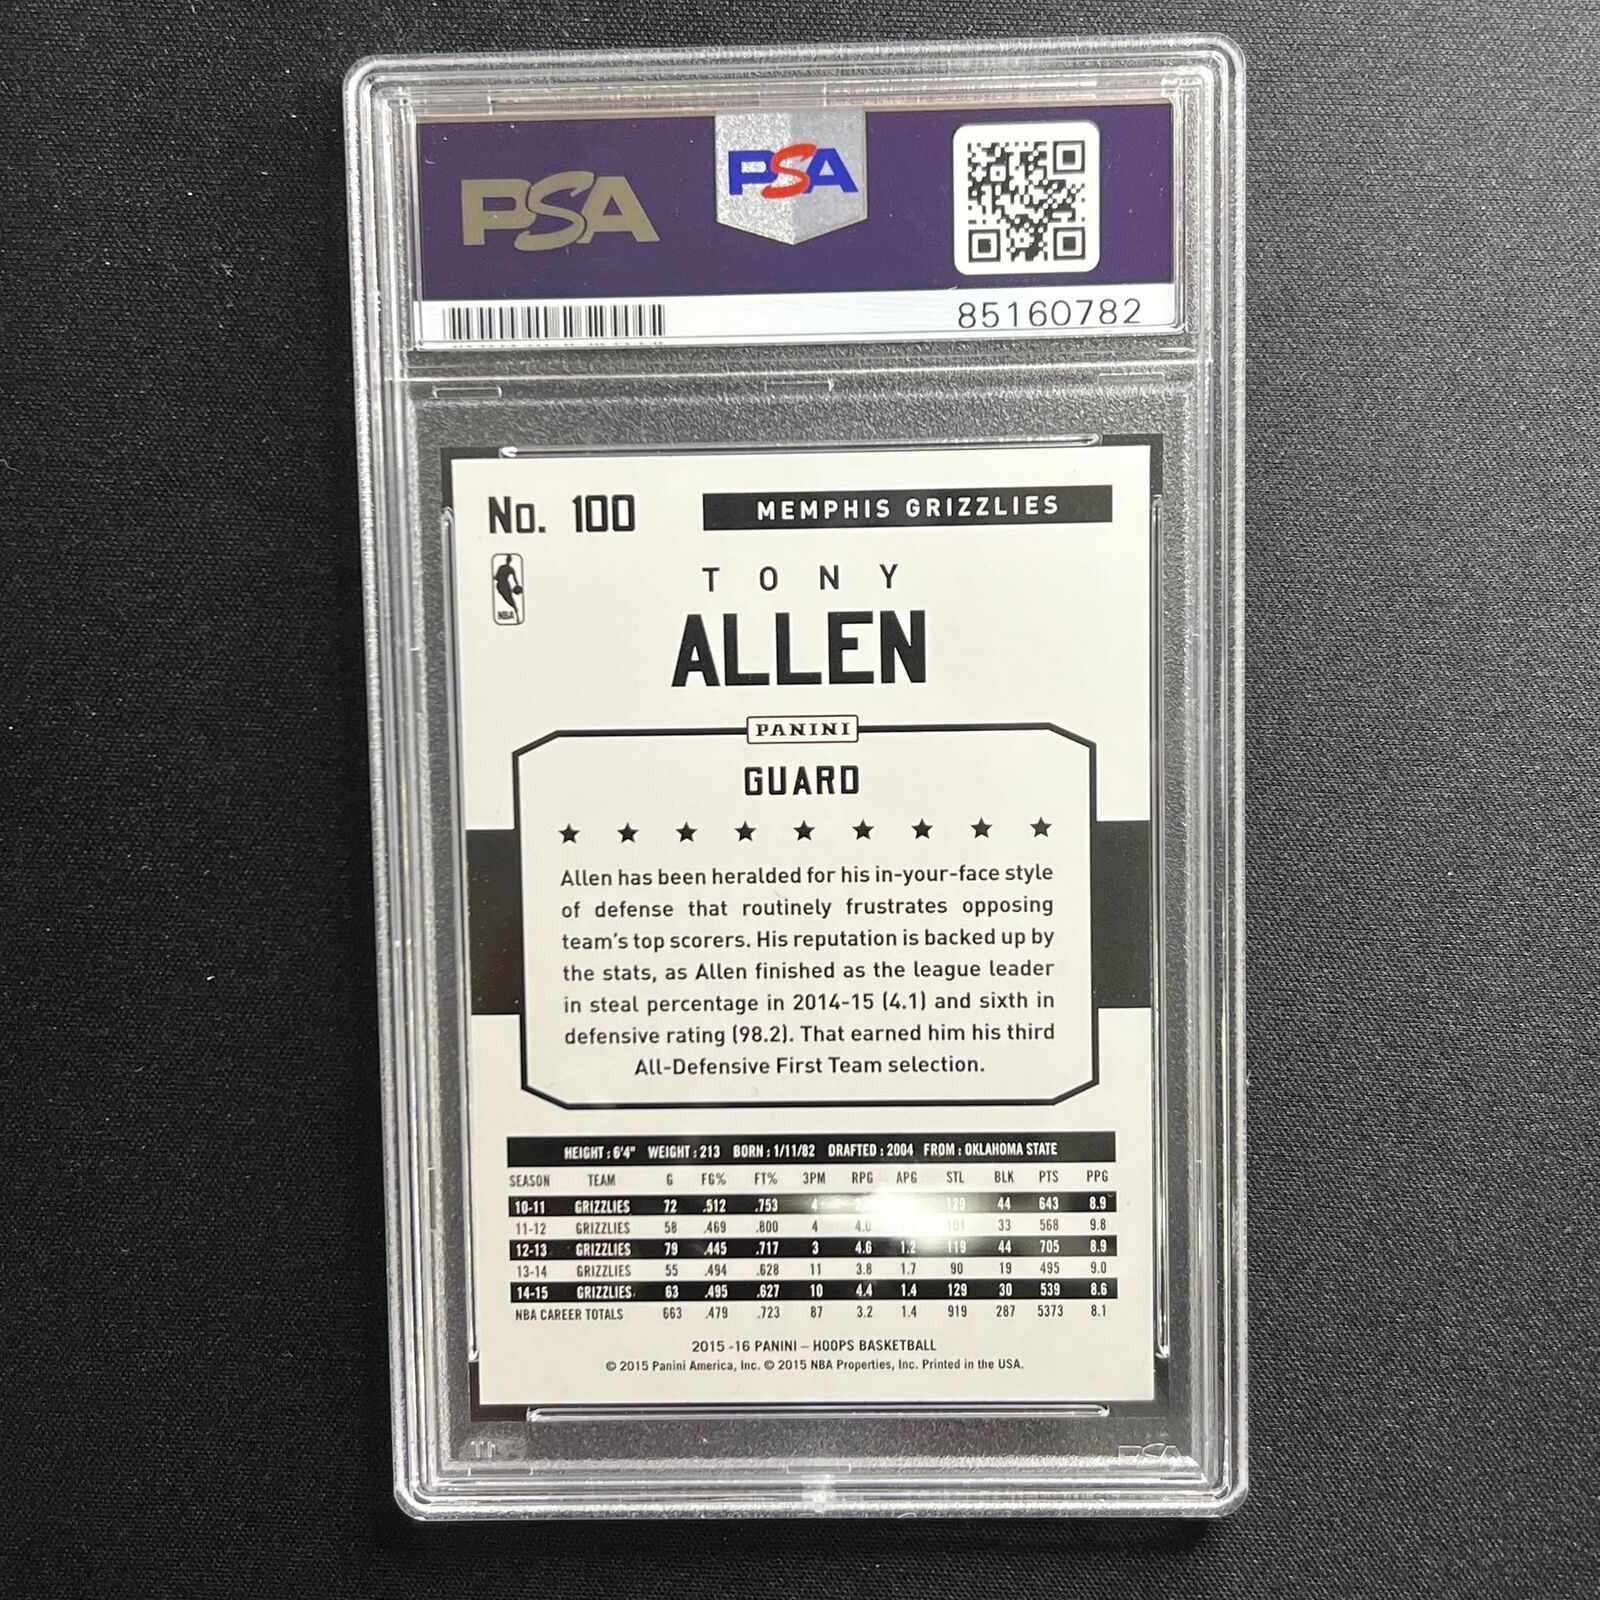 PSA PSA
85160782
No. 100 MEMPHIS GRIZZLIES
NBA
TONY
ALLEN
PANINI
GUARD
Allen has been heralded for his in-your-face style
of defense that routinely frustrates opposing
team's top scorers. His reputation is backed up by
the stats, as Allen finished as the league leader
in steal percentage in 2014-15 (4.1) and sixth in
defensive rating (98.2). That earned him his third
All-Defensive First Team selection.
HEIGHT : 6'4" WEIGHT : 213 BORN : 1/11/82 DRAFTED : 2004 FROM : OKLAHOMA STATE
SEASON TEAM G FG% FT% 3PM RPG APG STL BLK PTS PPG
10-11 GRIZZLIES 72 .512 .753 4 129 44 643 8.9
11-12 GRIZZLIES 58 .469 .800 4 4.0 101 33 568 9.8
12-13 GRIZZLIES 79 .445 .717 3 4.6 1.2 119 44 705 8.9
13-14 GRIZZLIES 55 .494 .628 11 3.8 1.7 90 19 495 9.0
14-15 GRIZZLIES 63 .495 .627 10 4.4 1.4 129 30 539 8.6
NBA CAREER TOTALS 663 .479 .723 87 3.2 1.4 919 287 5373 8.1
2015-16 PANINI – HOOPS BASKETBALL
© 2015 Panini America, Inc. © 2015 NBA Properties, Inc. Printed in the USA.
PSA